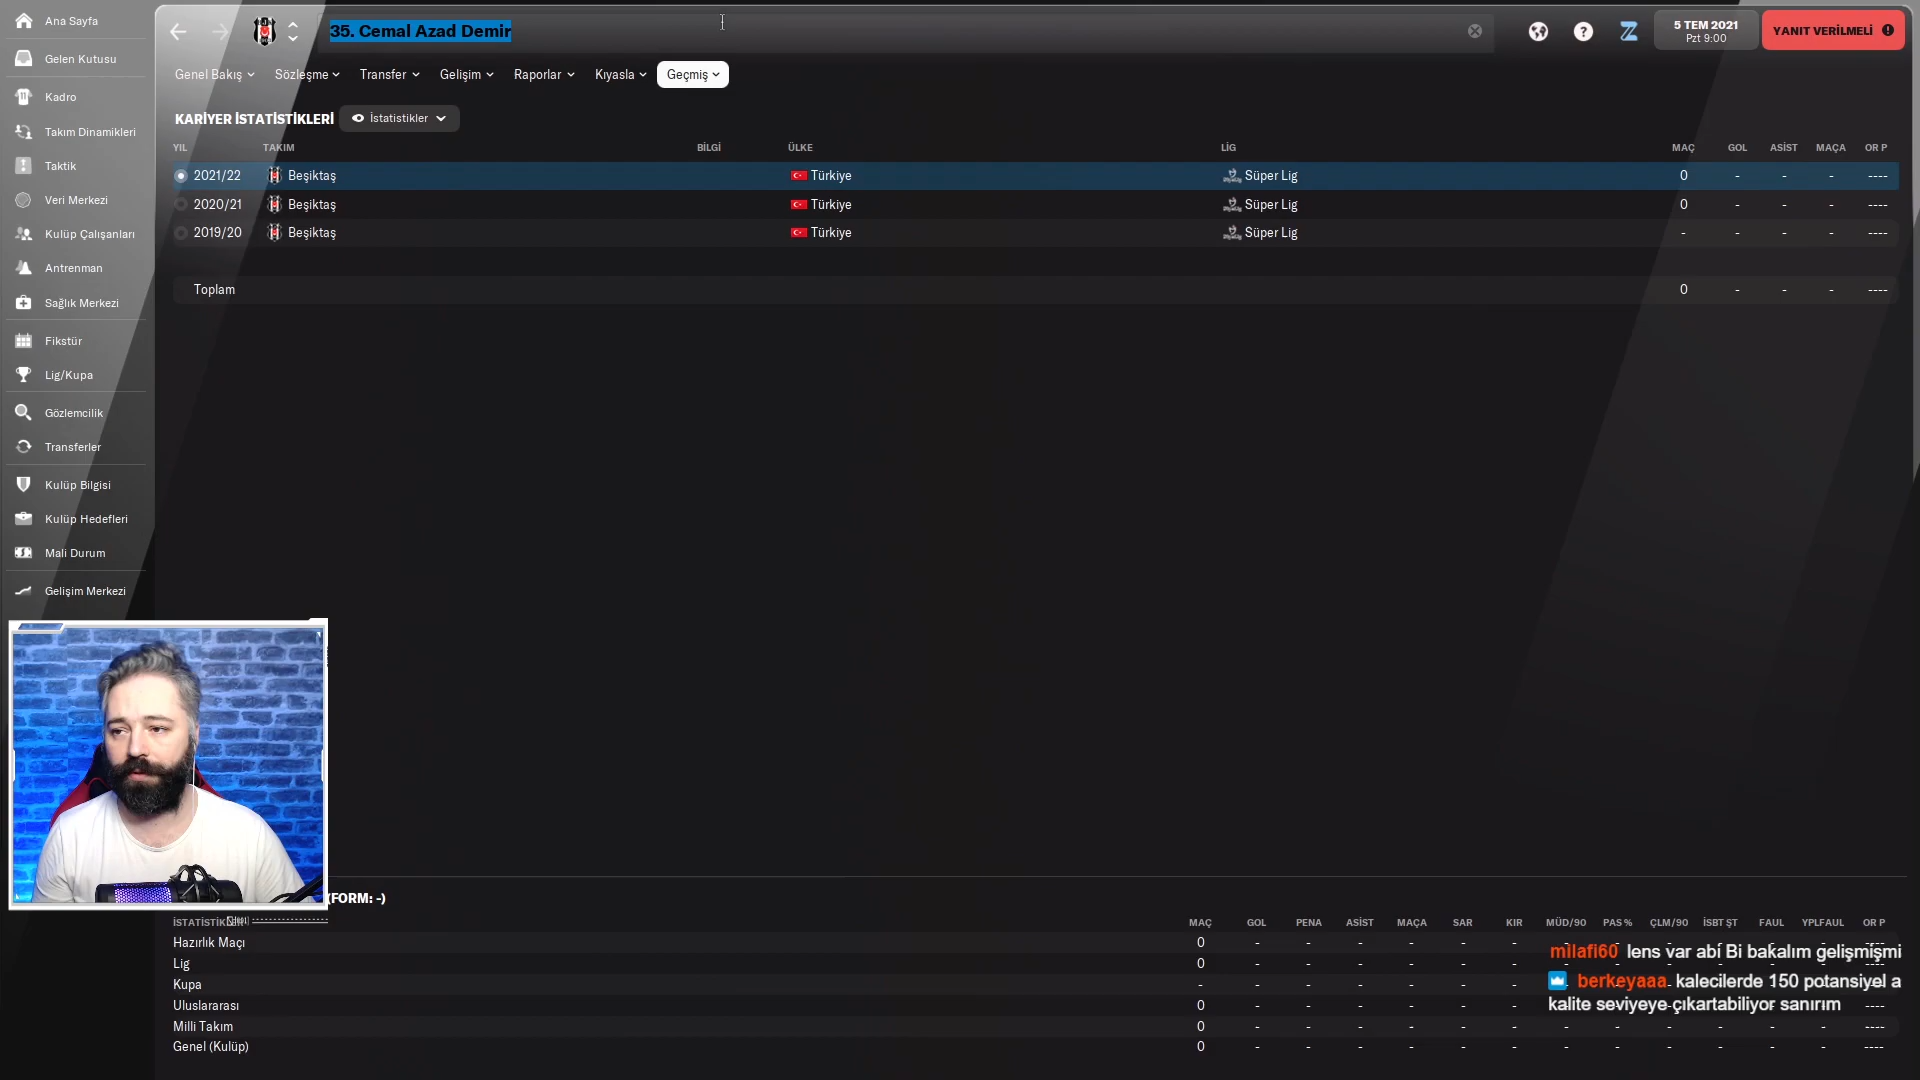 Ana Sayfa
Gelen Kutusu
Kadro
Takım Dinamikleri
Taktik
Veri Merkezi
Kulüp Çalışanları
Antrenman
Sağlık Merkezi
Fikstür
Lig/Kupa
Gözlemcilik
Transferler
Kulüp Bilgisi
Kulüp Hedefleri
Mali Durum
Gelişim Merkezi
35. Cemal Azad Demir
5 TEM 2021
Pzt 9:00
YANIT VERİLMELİ
Genel Bakış Sözleşme Transfer Gelişim Raporlar Kıyasla Geçmiş
KARİYER İSTATİSTİKLERİ İstatistikler
YIL TAKIM BİLGİ ÜLKE LİG MAÇ GOL ASİST MAÇA OR P
2021/22 Beşiktaş Türkiye Süper Lig 0 - - - ----
2020/21 Beşiktaş Türkiye Süper Lig 0 - - - ----
2019/20 Beşiktaş Türkiye Süper Lig - - - - ----
Toplam 0 - - - ----
(FORM: -)
MAÇ GOL PENA ASİST MAÇA SAR KIR MÜD/90 PAS % ÇLM/90 İSBT ŞT FAUL YPLFAUL OR P
Hazırlık Maçı 0 - - - - - - - - - - - - ----
Lig 0
Kupa -
Uluslararası 0
Milli Takım 0 - - - - - - - - - - - - ----
Genel (Kulüp) 0 - - - - - - - - - - - - ----
milafi60 lens var abi Bi bakalım gelişmişmi
berkeyaaa kalecilerde 150 potansiyel a
kalite seviyeye çıkartabiliyor sanırım